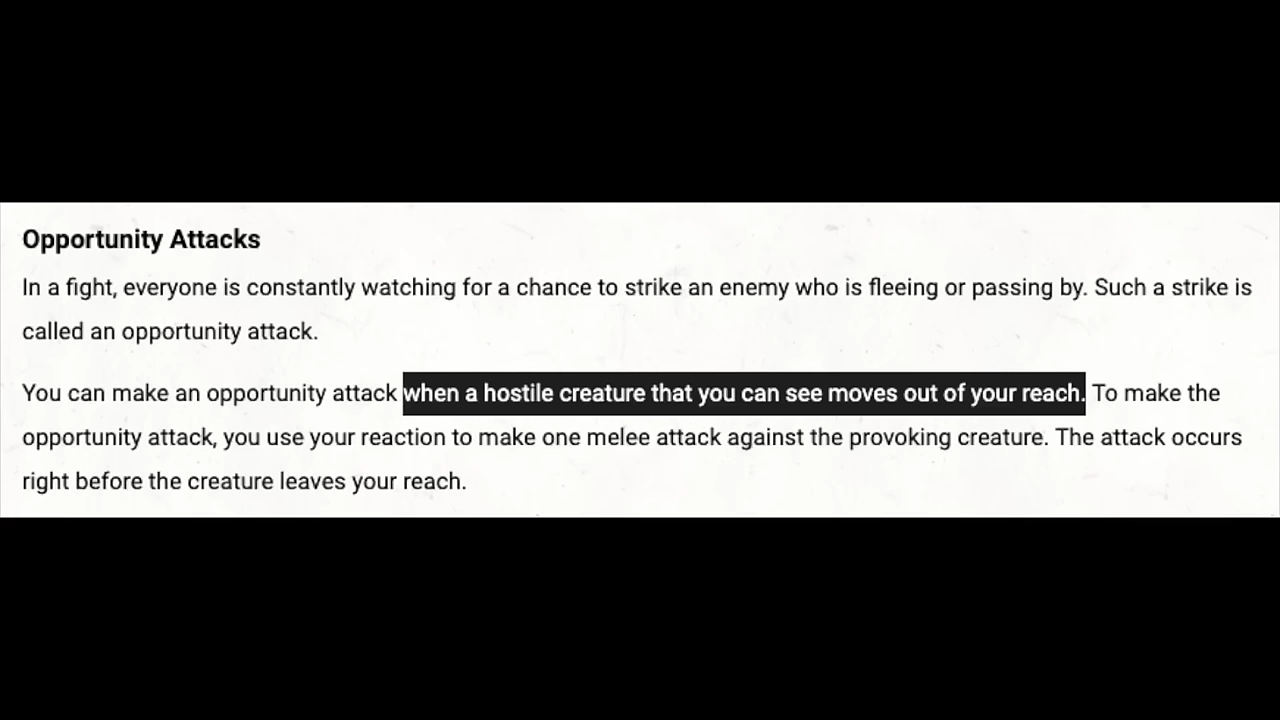 Opportunity Attacks
In a fight, everyone is constantly watching for a chance to strike an enemy who is fleeing or passing by. Such a strike is
called an opportunity attack.
You can make an opportunity attack when a hostile creature that you can see moves out of your reach. To make the
opportunity attack, you use your reaction to make one melee attack against the provoking creature. The attack occurs
right before the creature leaves your reach.